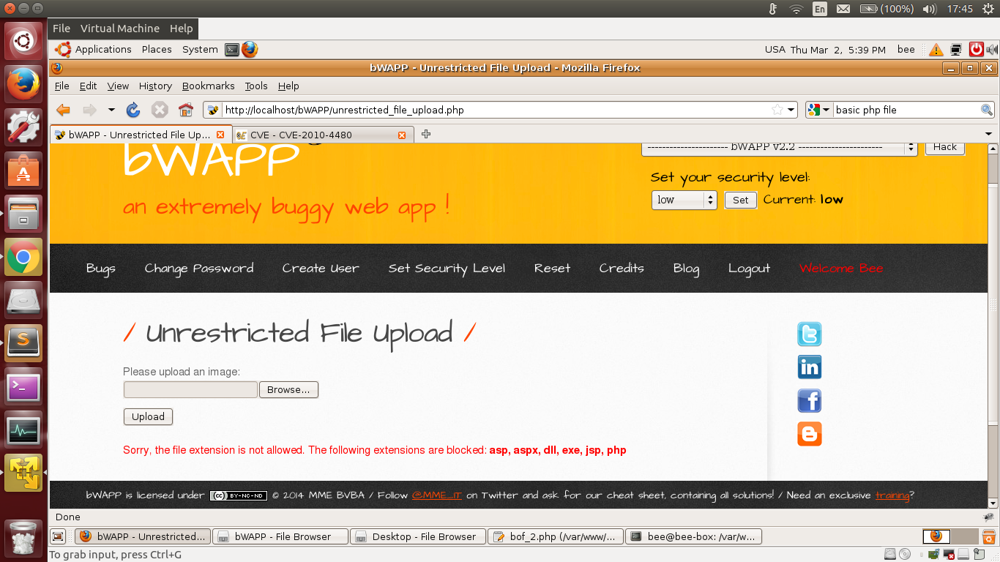 En (100%) 17:45
File Virtual Machine Help
Applications Places System USA Thu Mar 2, 5:39 PM bee
bWAPP - Unrestricted File Upload - Mozilla Firefox
File Edit View History Bookmarks Tools Help
http://localhost/bWAPP/unrestricted_file_upload.php basic php file
bWAPP - Unrestricted File Up... CVE - CVE-2010-4480
bWAPP
---------------------- bWAPP v2.2 ----------------------- Hack
an extremely buggy web app !
Set your security level:
low Set Current: low
Bugs Change Password Create User Set Security Level Reset Credits Blog Logout Welcome Bee
/ Unrestricted File Upload /
Please upload an image:
Browse...
Upload
Sorry, the file extension is not allowed. The following extensions are blocked: asp, aspx, dll, exe, jsp, php
bWAPP is licensed under (cc) BY-NC-ND © 2014 MME BVBA / Follow @MME_IT on Twitter and ask for our cheat sheet, containing all solutions! / Need an exclusive training?
Done
bWAPP - Unrestricted... bWAPP - File Browser Desktop - File Browser bof_2.php (/var/www/... bee@bee-box: /var/w...
To grab input, press Ctrl+G